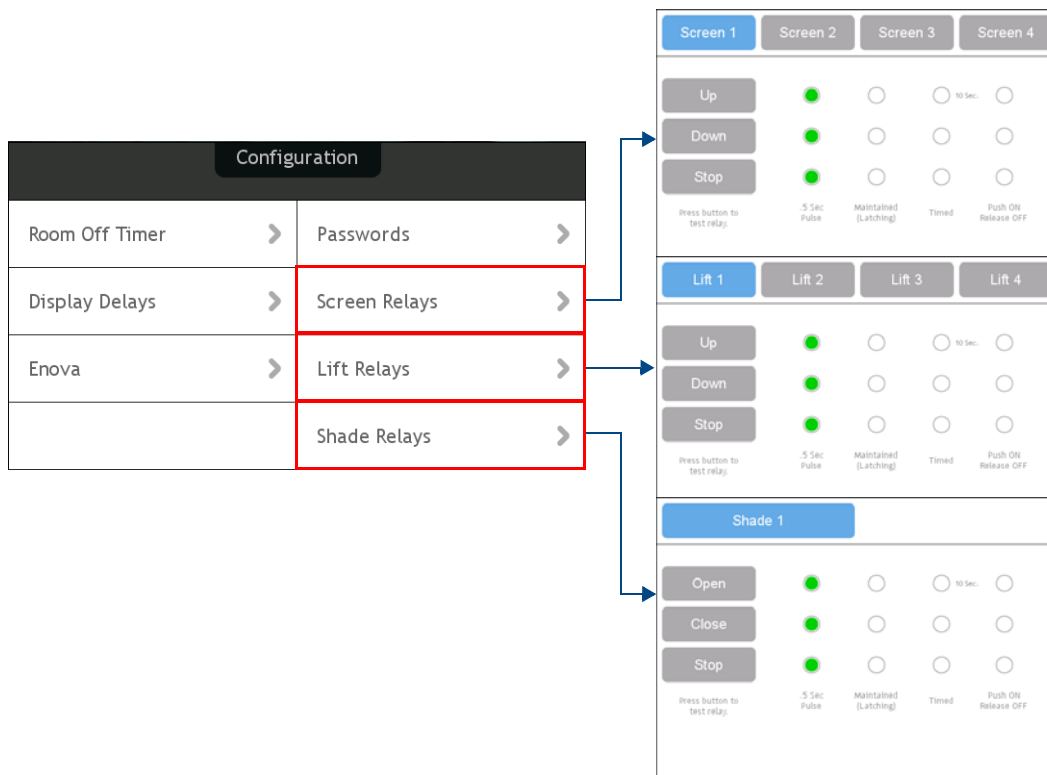 Configuration
Room Off Timer
Passwords
Display Delays
Screen Relays
Enova
Lift Relays
Shade Relays
Screen 1 Screen 2 Screen 3 Screen 4
Up 10 Sec.
Down
Stop
Press button to
test relay.
.5 Sec
Pulse
Maintained
(Latching)
Timed
Push ON
Release OFF
Lift 1 Lift 2 Lift 3 Lift 4
Up 10 Sec.
Down
Stop
Press button to
test relay.
.5 Sec
Pulse
Maintained
(Latching)
Timed
Push ON
Release OFF
Shade 1
Open 10 Sec.
Close
Stop
Press button to
test relay.
.5 Sec
Pulse
Maintained
(Latching)
Timed
Push ON
Release OFF